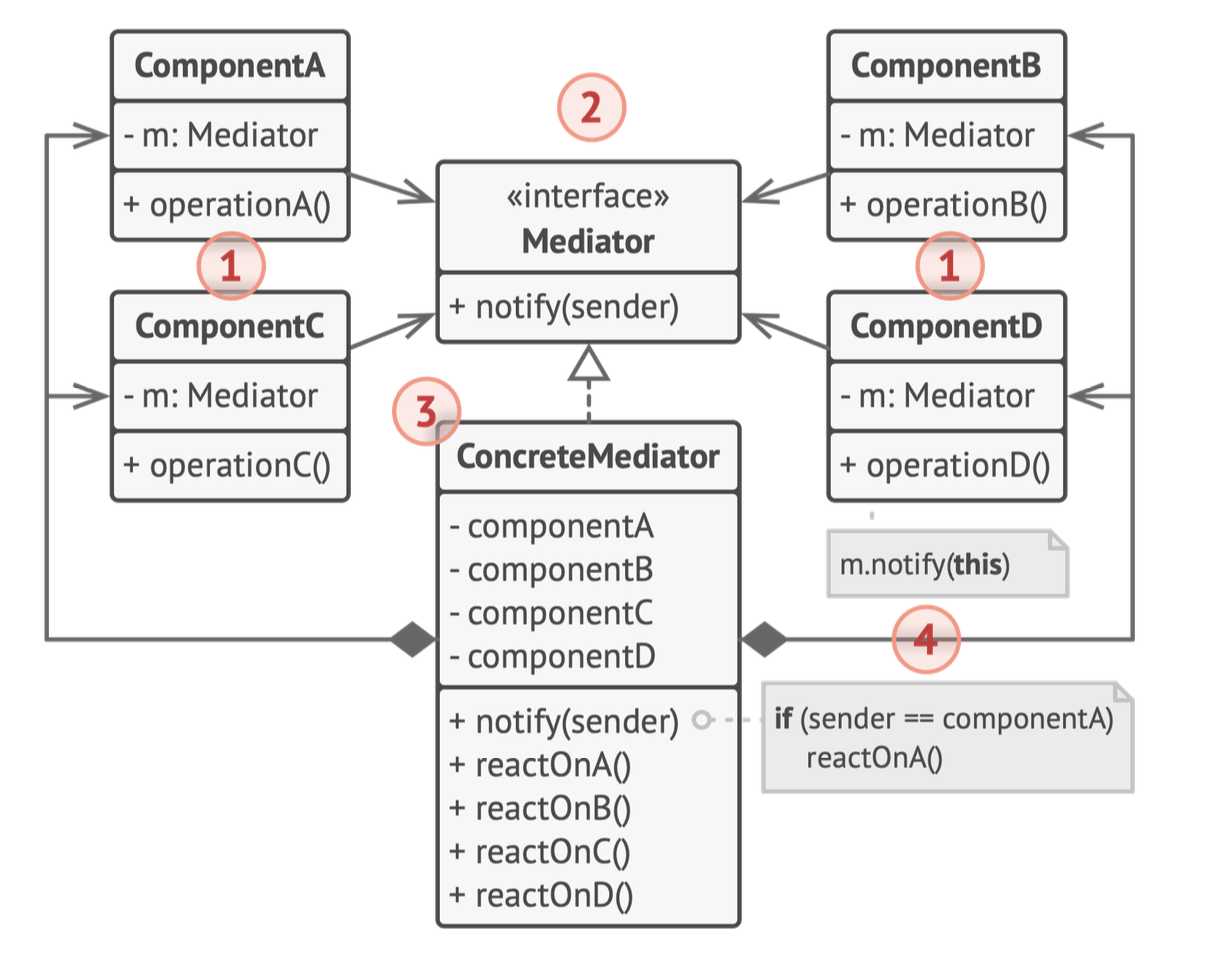 ComponentA
- m: Mediator
+ operationA()
1
ComponentC
- m: Mediator
+ operationC()
2
«interface»
Mediator
+ notify(sender)
3
ConcreteMediator
- componentA
- componentB
- componentC
- componentD
+ notify(sender)
+ reactOnA()
+ reactOnB()
+ reactOnC()
+ reactOnD()
ComponentB
- m: Mediator
+ operationB()
1
ComponentD
- m: Mediator
+ operationD()
m.notify(this)
4
if (sender == componentA)
reactOnA()